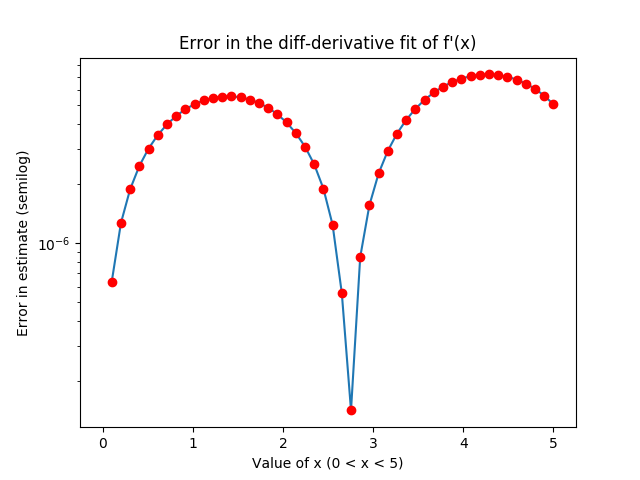 Error in the diff-derivative fit of f'(x)
Error in estimate (semilog)
10⁻⁶
0 1 2 3 4 5
Value of x (0 < x < 5)